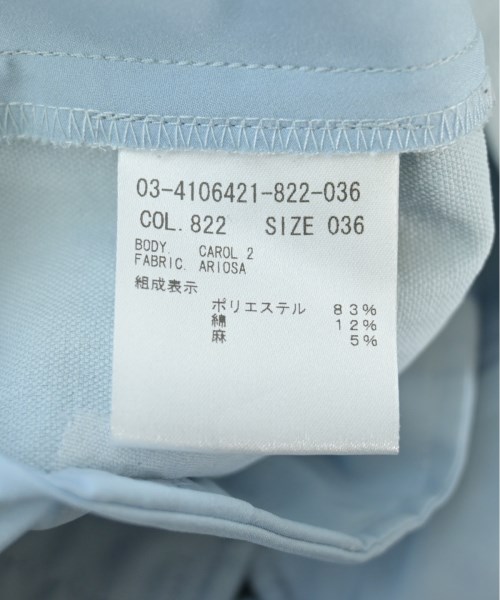 03-4106421-822-036
COL. 822 SIZE 036
BODY. CAROL 2
FABRIC. ARIOSA
組成表示
ポリエステル 83%
綿 12%
麻 5%